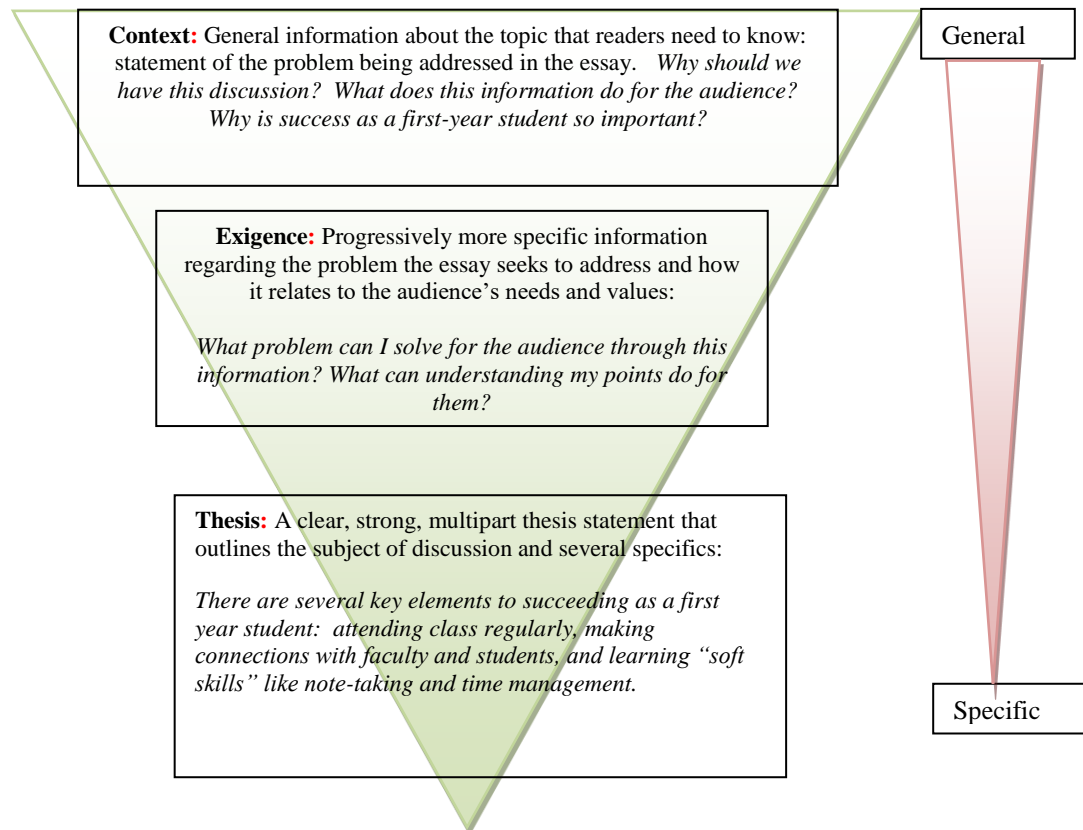 Context: General information about the topic that readers need to know:
statement of the problem being addressed in the essay. Why should we
have this discussion? What does this information do for the audience?
Why is success as a first-year student so important?
General
Exigence: Progressively more specific information
regarding the problem the essay seeks to address and how
it relates to the audience’s needs and values:
What problem can I solve for the audience through this
information? What can understanding my points do for
them?
Thesis: A clear, strong, multipart thesis statement that
outlines the subject of discussion and several specifics:
There are several key elements to succeeding as a first
year student: attending class regularly, making
connections with faculty and students, and learning “soft
skills” like note-taking and time management.
Specific